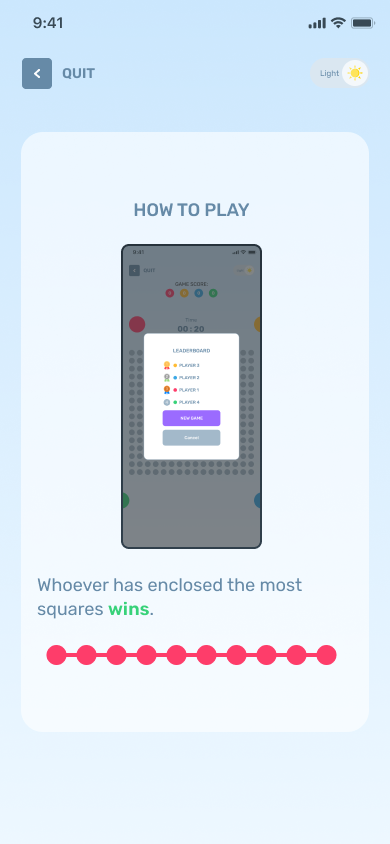 9:41
QUIT
Light
HOW TO PLAY
9:41
QUIT
GAME SCORE:
Time
00 : 20
LEADERBOARD
PLAYER 3
PLAYER 2
PLAYER 1
PLAYER 4
NEW GAME
Cancel
Whoever has enclosed the most
squares wins.